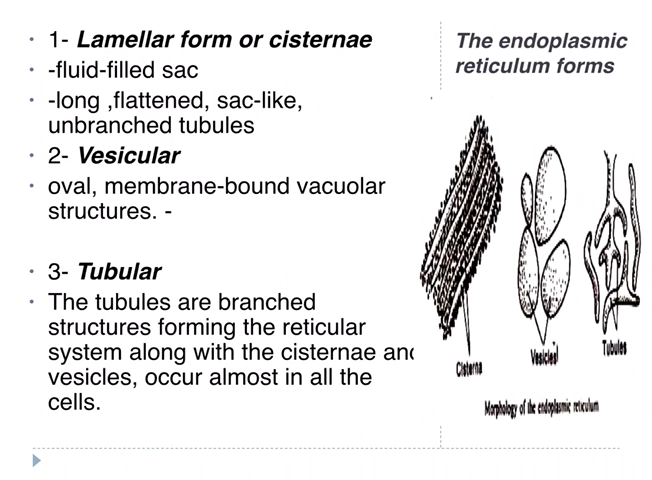 1- Lamellar form or cisternae
-fluid-filled sac
-long ,flattened, sac-like,
unbranched tubules
2- Vesicular
oval, membrane-bound vacuolar
structures. -
3- Tubular
The tubules are branched
structures forming the reticular
system along with the cisternae and
vesicles, occur almost in all the
cells.
The endoplasmic
reticulum forms
Cisterna
Vesicles
Tubules
Morphology of the endoplasmic reticulum